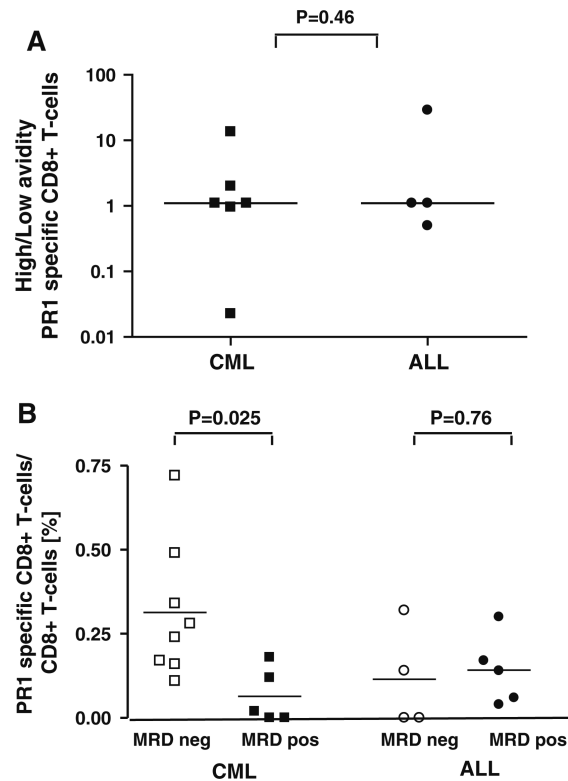 P=0.46
A
High/Low avidity
PR1 specific CD8+ T-cells
100
10
1
0.1
0.01
CML
ALL
B
P=0.025
P=0.76
PR1 specific CD8+ T-cells/
CD8+ T-cells [%]
0.75
0.50
0.25
0.00
MRD neg
MRD pos
MRD neg
MRD pos
CML
ALL